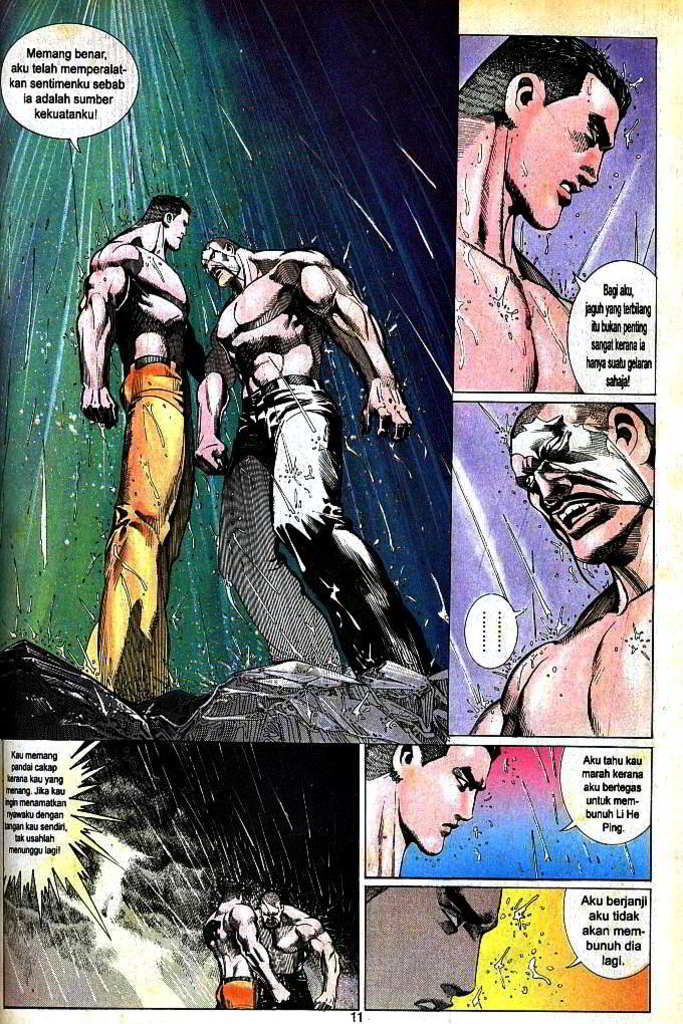 Memang benar,
aku telah memperalat-
kan sentimenku sebab
ia adalah sumber
kekuatanku!
Bagi aku,
jaguh yang terbilang
itu bukan penting
sangat kerana ia
hanya suatu gelaran
sahaja!
Kau memang
pandai cakap
kerana kau yang
menang. Jika kau
ingin menamatkan
nyawaku dengan
tangan kau sendiri,
tak usahlah
menunggu lagi!
Aku tahu kau
marah kerana
aku bertegas
untuk mem-
bunuh Li He
Ping.
Aku berjanji
aku tidak
akan mem-
bunuh dia
lagi.
11